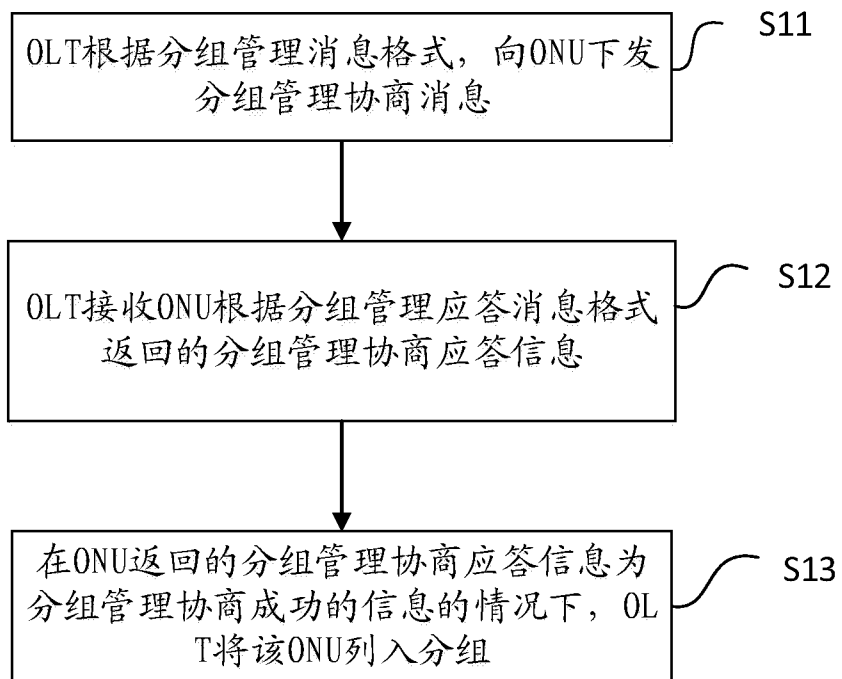 S11
OLT根据分组管理消息格式，向ONU下发
分组管理协商消息
S12
OLT接收ONU根据分组管理应答消息格式
返回的分组管理协商应答信息
S13
在ONU返回的分组管理协商应答信息为
分组管理协商成功的信息的情况下，OL
T将该ONU列入分组